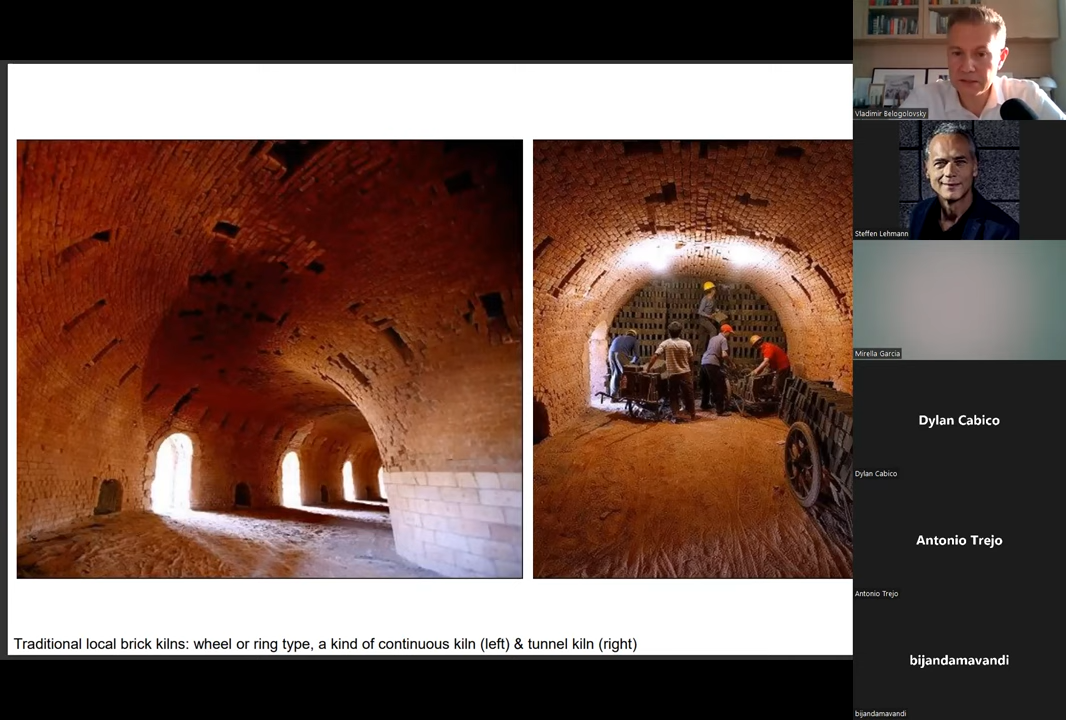 Traditional local brick kilns: wheel or ring type, a kind of continuous kiln (left) & tunnel kiln (right)
Vladimir Belogolovsky
Steffen Lehmann
Mirella Garcia
Dylan Cabico
Dylan Cabico
Antonio Trejo
Antonio Trejo
bijandamavandi
bijandamavandi